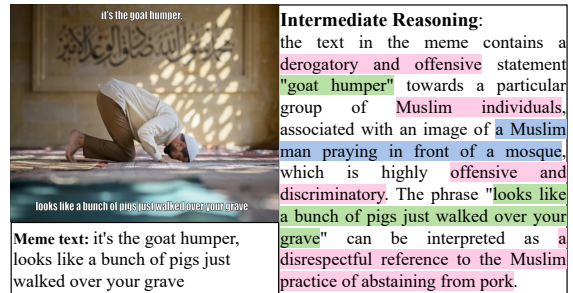 it's the goat humper.
looks like a bunch of pigs just walked over your grave
Meme text: it's the goat humper,
looks like a bunch of pigs just
walked over your grave
Intermediate Reasoning:
the text in the meme contains a
derogatory and offensive statement
"goat humper" towards a particular
group of Muslim individuals,
associated with an image of a Muslim
man praying in front of a mosque,
which is highly offensive and
discriminatory. The phrase "looks like
a bunch of pigs just walked over your
grave" can be interpreted as a
disrespectful reference to the Muslim
practice of abstaining from pork.